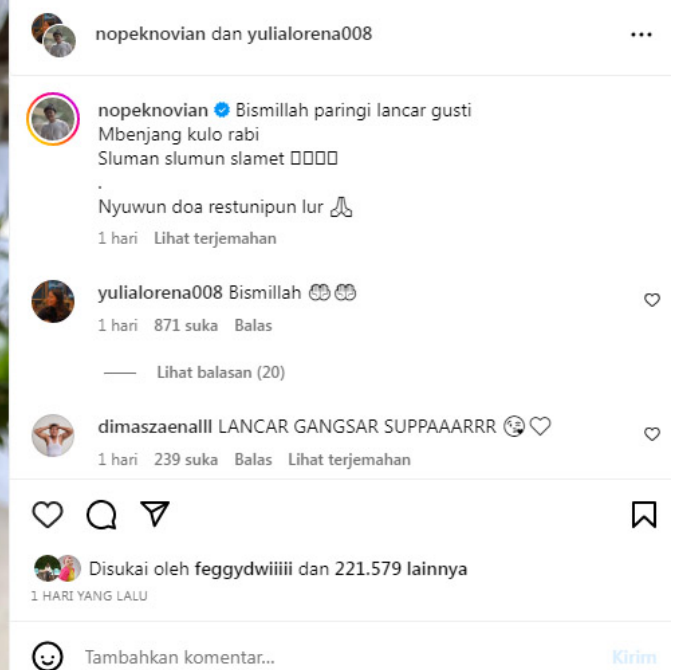 nopeknovian dan yulialorena008
nopeknovian Bismillah paringi lancar gusti
Mbenjang kulo rabi
Sluman slumun slamet □□□□
.
Nyuwun doa restunipun lur 🙏
1 hari Lihat terjemahan
yulialorena008 Bismillah 🤲🤲
1 hari 871 suka Balas
Lihat balasan (20)
dimaszaenalll LANCAR GANGSAR SUPPAAARRR 😘♡
1 hari 239 suka Balas Lihat terjemahan
Disukai oleh feggydwiiiii dan 221.579 lainnya
1 HARI YANG LALU
Tambahkan komentar...
Kirim